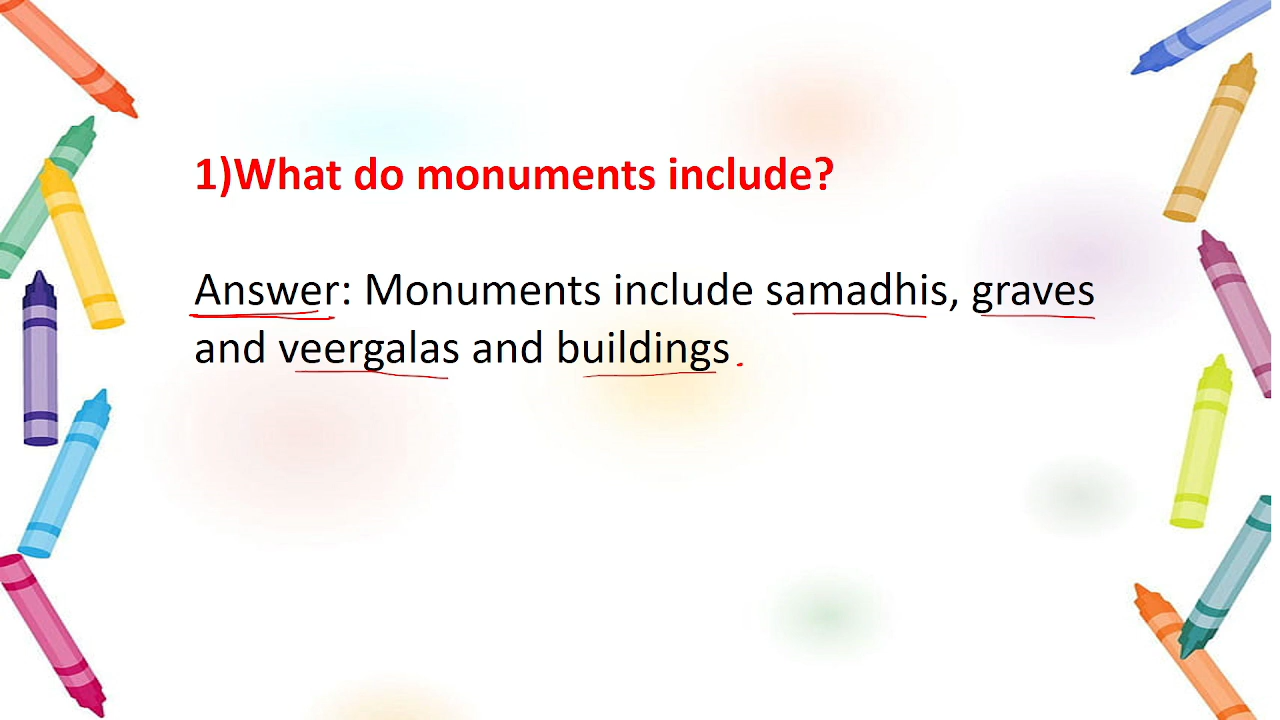 1)What do monuments include?
Answer: Monuments include samadhis, graves
and veergalas and buildings .